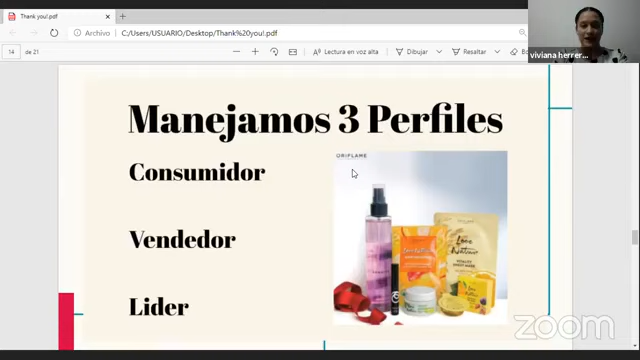 Thank you!.pdf
Archivo
C:/Users/USUARIO/Desktop/Thank%20you!.pdf
14
de 21
Lectura en voz alta
Dibujar
Resaltar
viviana herrer...
Manejamos 3 Perfiles
Consumidor
Vendedor
Lider
ORIFLAME
Love
Nature
zoom